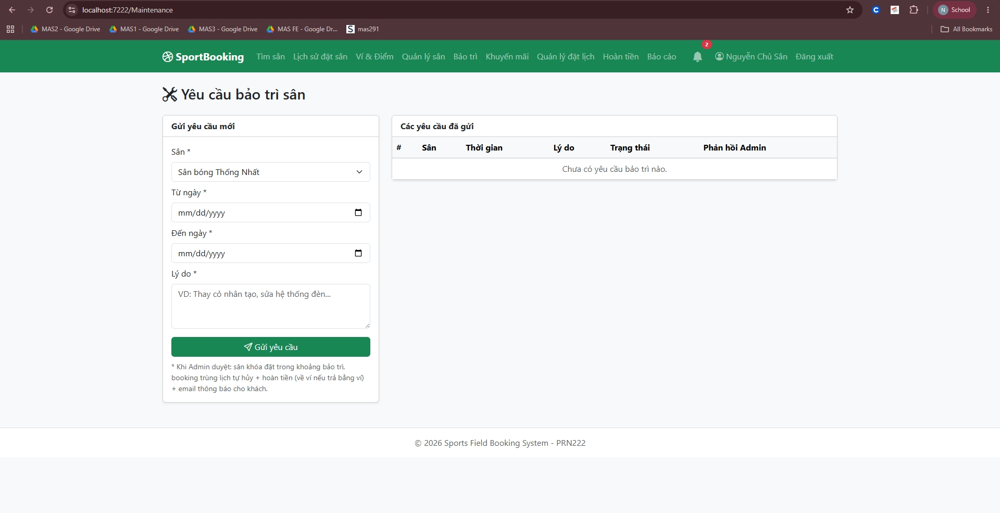 localhost:7222/Maintenance
N School
MAS2 - Google Drive MAS1 - Google Drive MAS3 - Google Drive MAS FE - Google Dr... S mas291 All Bookmarks
SportBooking Tìm sân Lịch sử đặt sân Ví & Điểm Quản lý sân Bảo trì Khuyến mãi Quản lý đặt lịch Hoàn tiền Báo cáo 2 Nguyễn Chủ Sân Đăng xuất
Yêu cầu bảo trì sân
Gửi yêu cầu mới
Sân *
Sân bóng Thống Nhất
Từ ngày *
mm/dd/yyyy
Đến ngày *
mm/dd/yyyy
Lý do *
VD: Thay cỏ nhân tạo, sửa hệ thống đèn...
Gửi yêu cầu
* Khi Admin duyệt: sân khóa đặt trong khoảng bảo trì,
booking trùng lịch tự hủy + hoàn tiền (về ví nếu trả bằng ví)
+ email thông báo cho khách.
Các yêu cầu đã gửi
# Sân Thời gian Lý do Trạng thái Phản hồi Admin
Chưa có yêu cầu bảo trì nào.
© 2026 Sports Field Booking System - PRN222